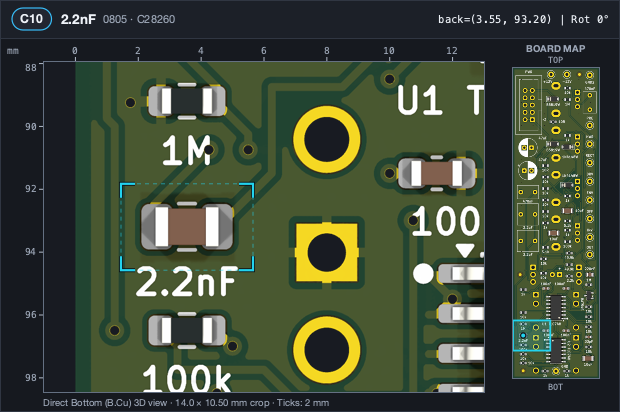 C10 2.2nF 0805 · C28260 back=(3.55, 93.20) | Rot 0°
mm 0 2 4 6 8 10 12
88
90
92
94
96
98
U1 T
1M
100
2.2nF
100k
BOARD MAP
TOP
BOT
Direct Bottom (B.Cu) 3D view · 14.0 × 10.50 mm crop · Ticks: 2 mm